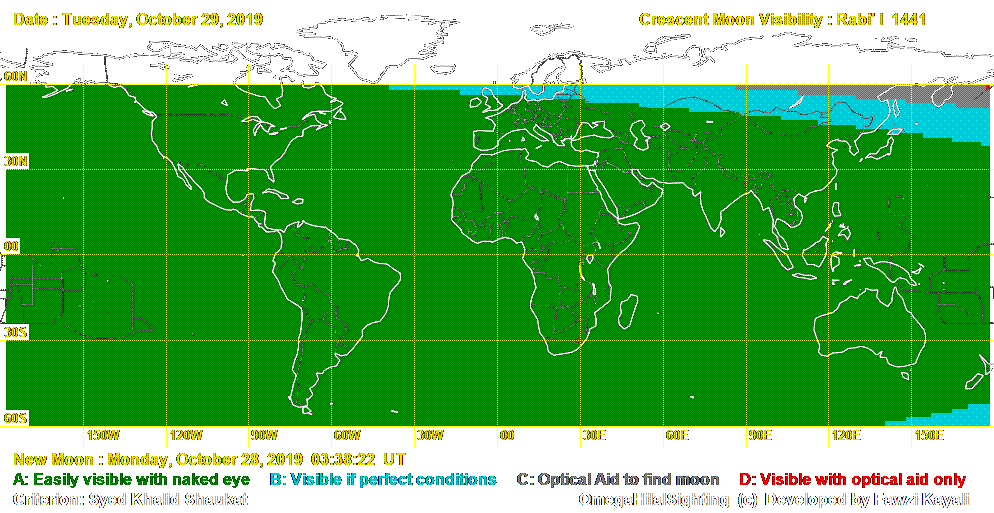 Date : Tuesday, October 29, 2019 Crescent Moon Visibility : Rabi' I 1441
60N
30N
00
30S
60S
150W 120W 90W 60W 30W 00 30E 60E 90E 120E 150E
New Moon : Monday, October 28, 2019 03:38:22 UT
A: Easily visible with naked eye B: Visible if perfect conditions C: Optical Aid to find moon D: Visible with optical aid only
Criterion: Syed Khalid Shaukat OmegaHilalSighting (c) Developed by Fawzi Kayali